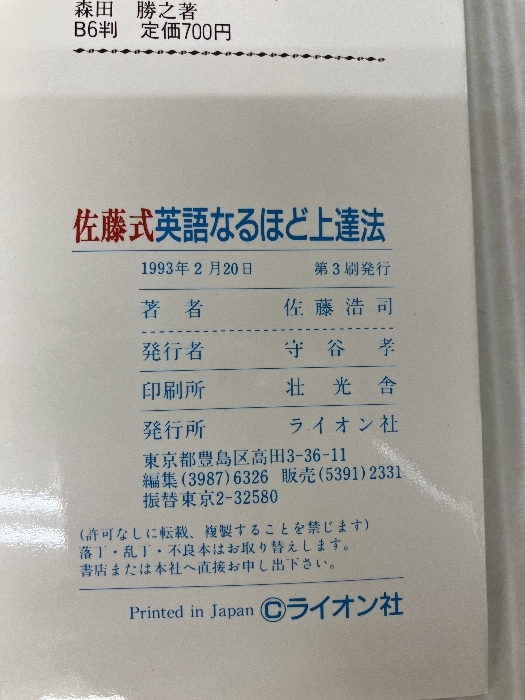 森田 勝之著
B6判 定価700円
佐藤式英語なるほど上達法
1993年2月20日 第3刷発行
著者 佐藤浩司
発行者 守谷孝
印刷所 壮光舎
発行所 ライオン社
東京都豊島区高田3-36-11
編集(3987)6326 販売(5391)2331
振替東京2-32580
(許可なしに転載、複製することを禁じます)
落丁・乱丁・不良本はお取り替えします。
書店または本社へ直接お申し出下さい。
Printed in Japan ©ライオン社